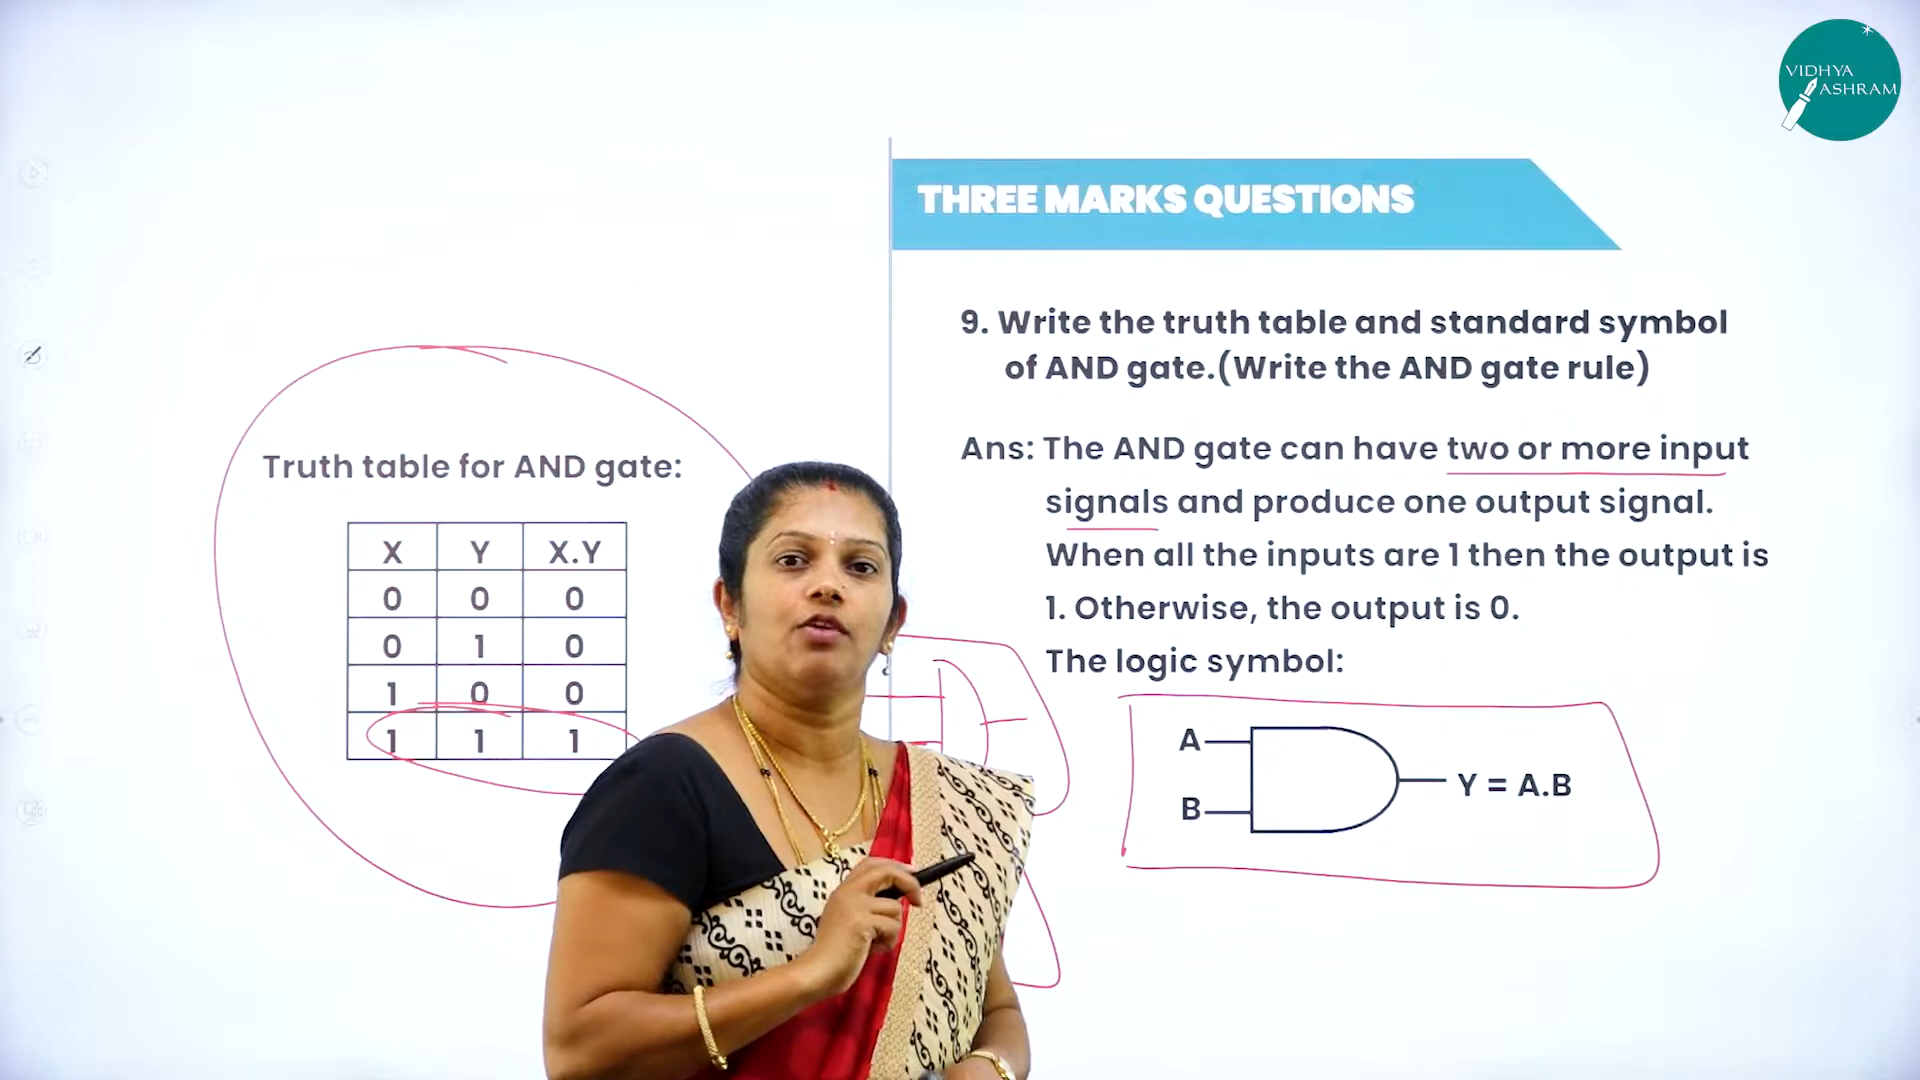 VIDHYA
ASHRAM
THREE MARKS QUESTIONS
9. Write the truth table and standard symbol
of AND gate.(Write the AND gate rule)
Ans: The AND gate can have two or more input
signals and produce one output signal.
When all the inputs are 1 then the output is
1. Otherwise, the output is 0.
The logic symbol:
A
B
Y = A.B
Truth table for AND gate:
X Y X.Y
0 0 0
0 1 0
1 0 0
1 1 1